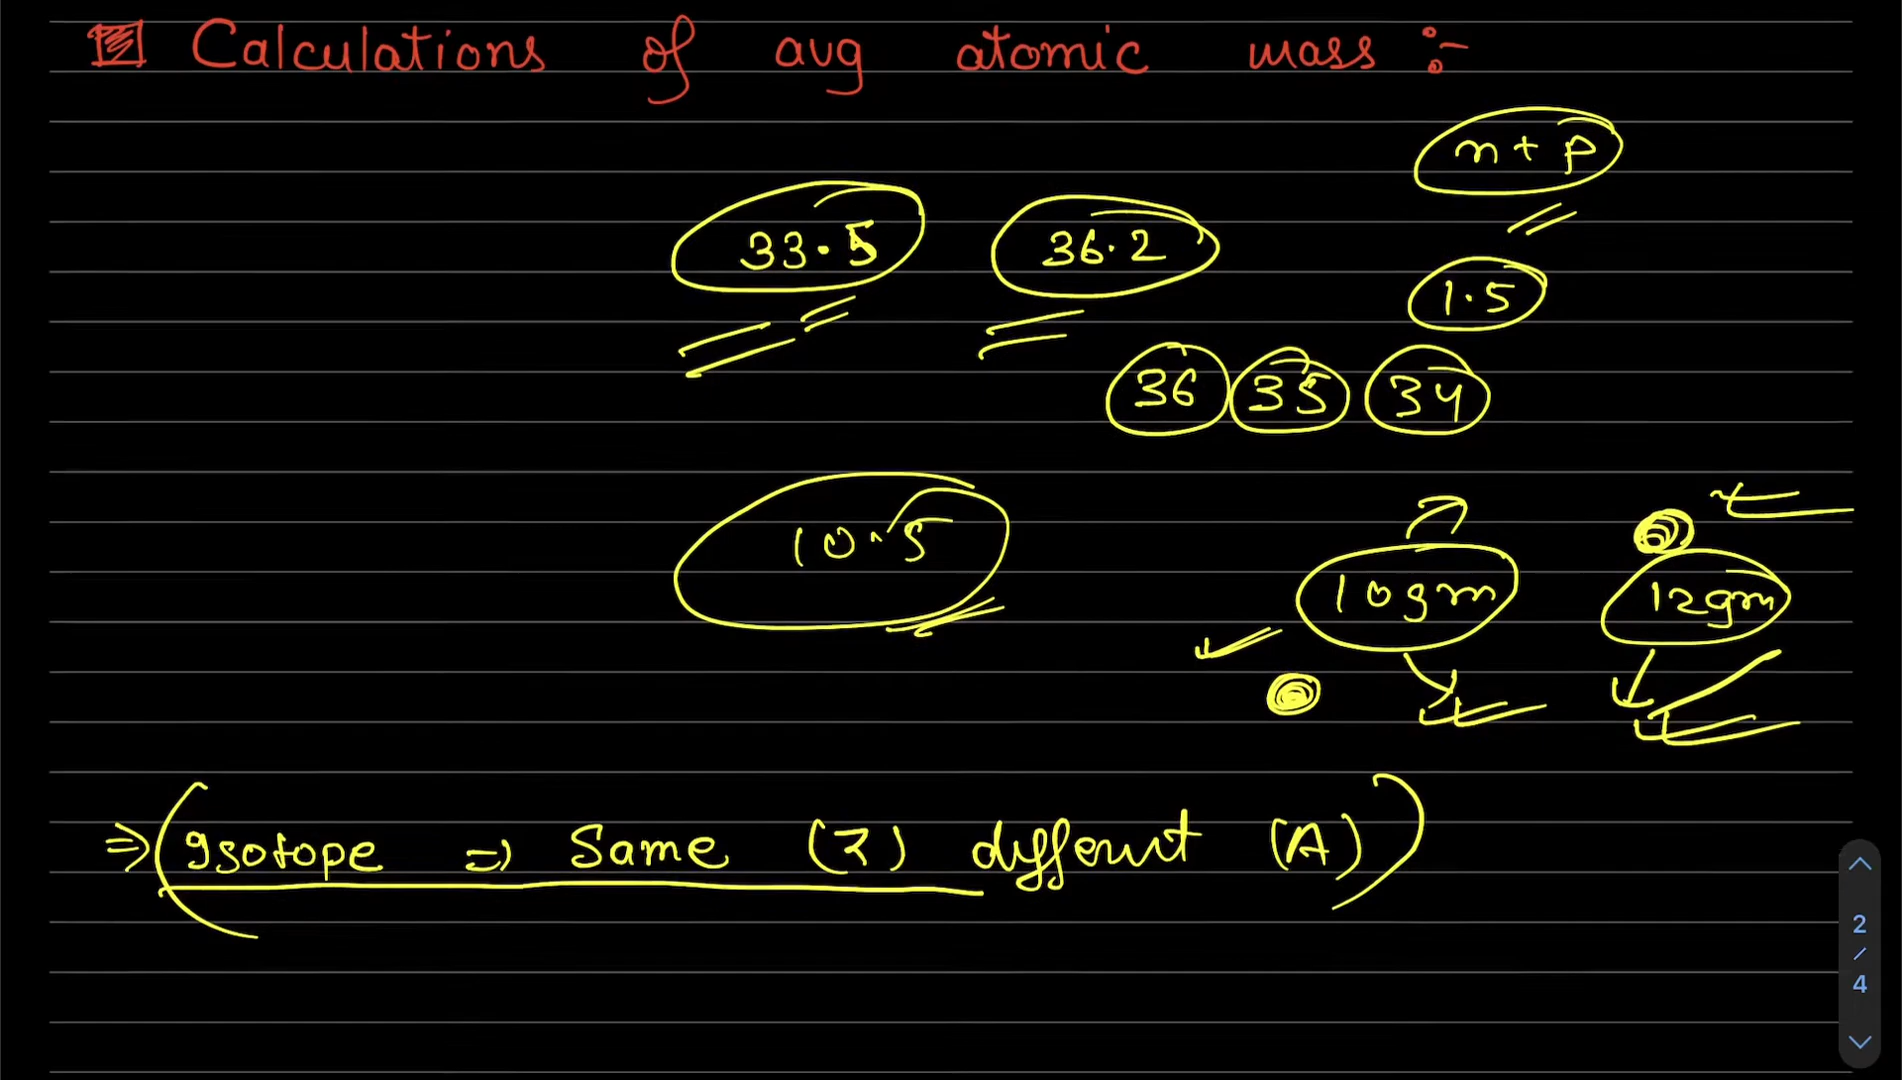 Calculations of avg atomic mass :-
n + p
33.5 36.2
1.5
36 35 34
10.5
10gm 12gm
⇒ (Isotope ⇒ Same (Z) different (A))
2
/
4